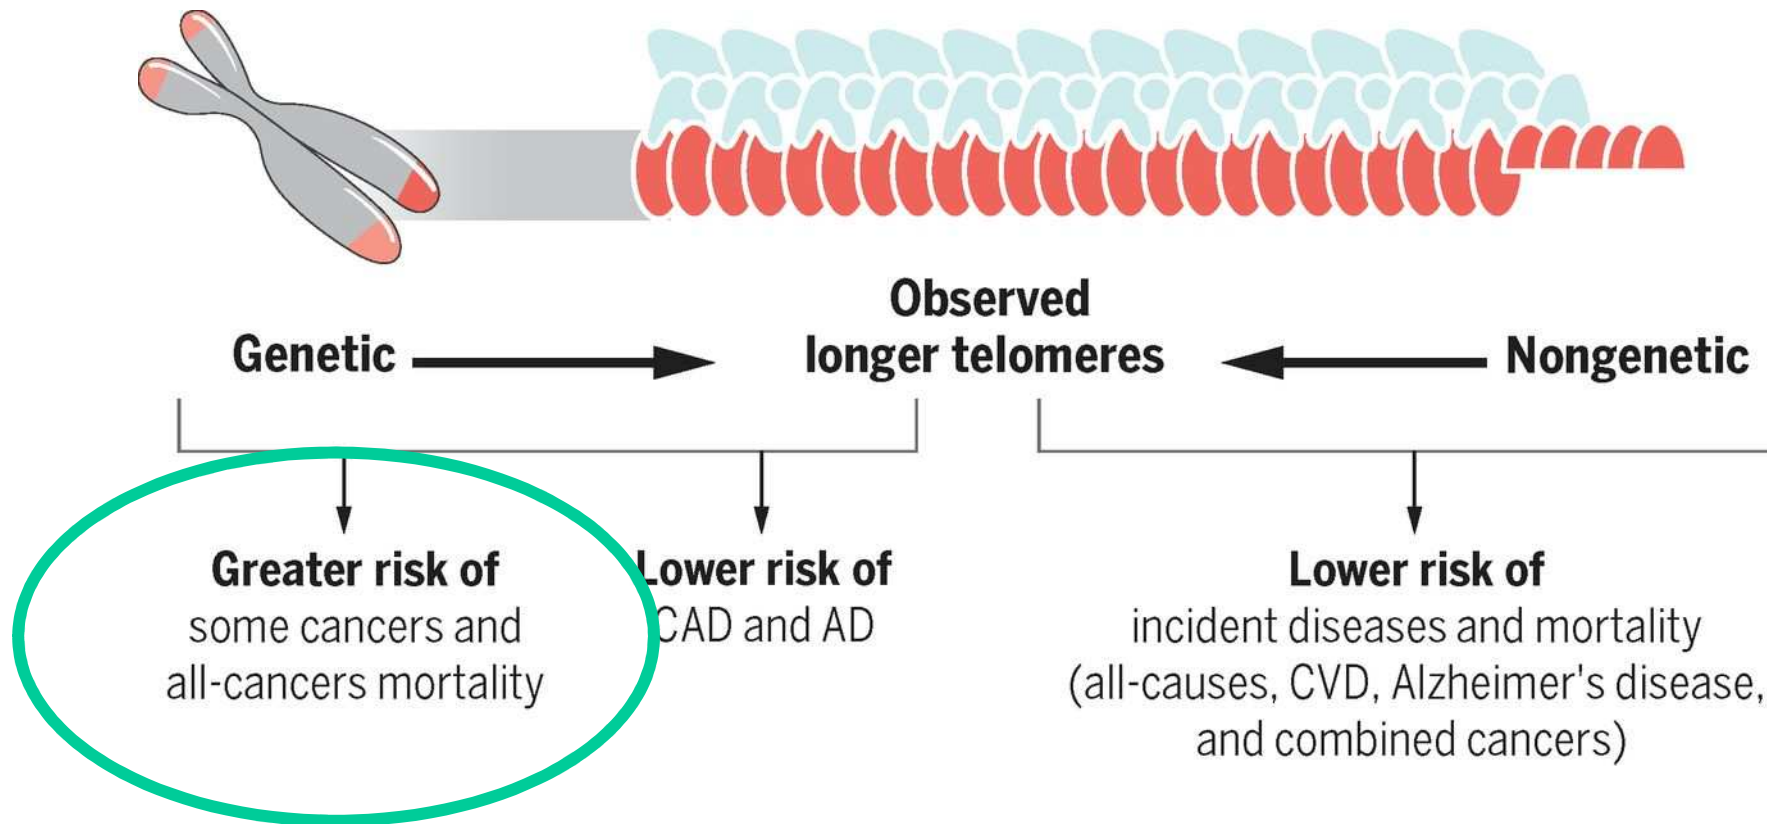 Observed
Genetic longer telomeres Nongenetic
Greater risk of
some cancers and
all-cancers mortality
Lower risk of
CAD and AD
Lower risk of
incident diseases and mortality
(all-causes, CVD, Alzheimer's disease,
and combined cancers)